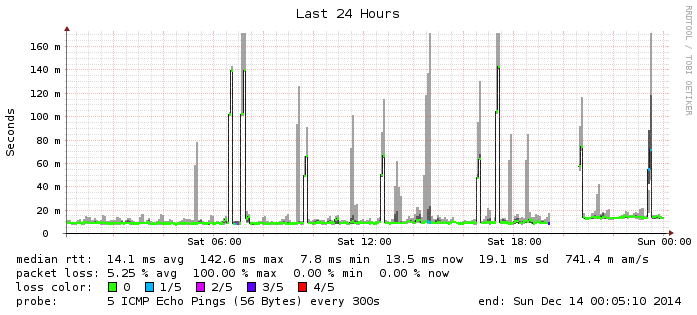 Last 24 Hours
RRDTOOL / TOBI OETIKER
Seconds
160 m
140 m
120 m
100 m
80 m
60 m
40 m
20 m
0
Sat 06:00 Sat 12:00 Sat 18:00 Sun 00:00
median rtt: 14.1 ms avg 142.6 ms max 7.8 ms min 13.5 ms now 19.1 ms sd 741.4 m am/s
packet loss: 5.25 % avg 100.00 % max 0.00 % min 0.00 % now
loss color: 0 1/5 2/5 3/5 4/5
probe: 5 ICMP Echo Pings (56 Bytes) every 300s end: Sun Dec 14 00:05:10 2014